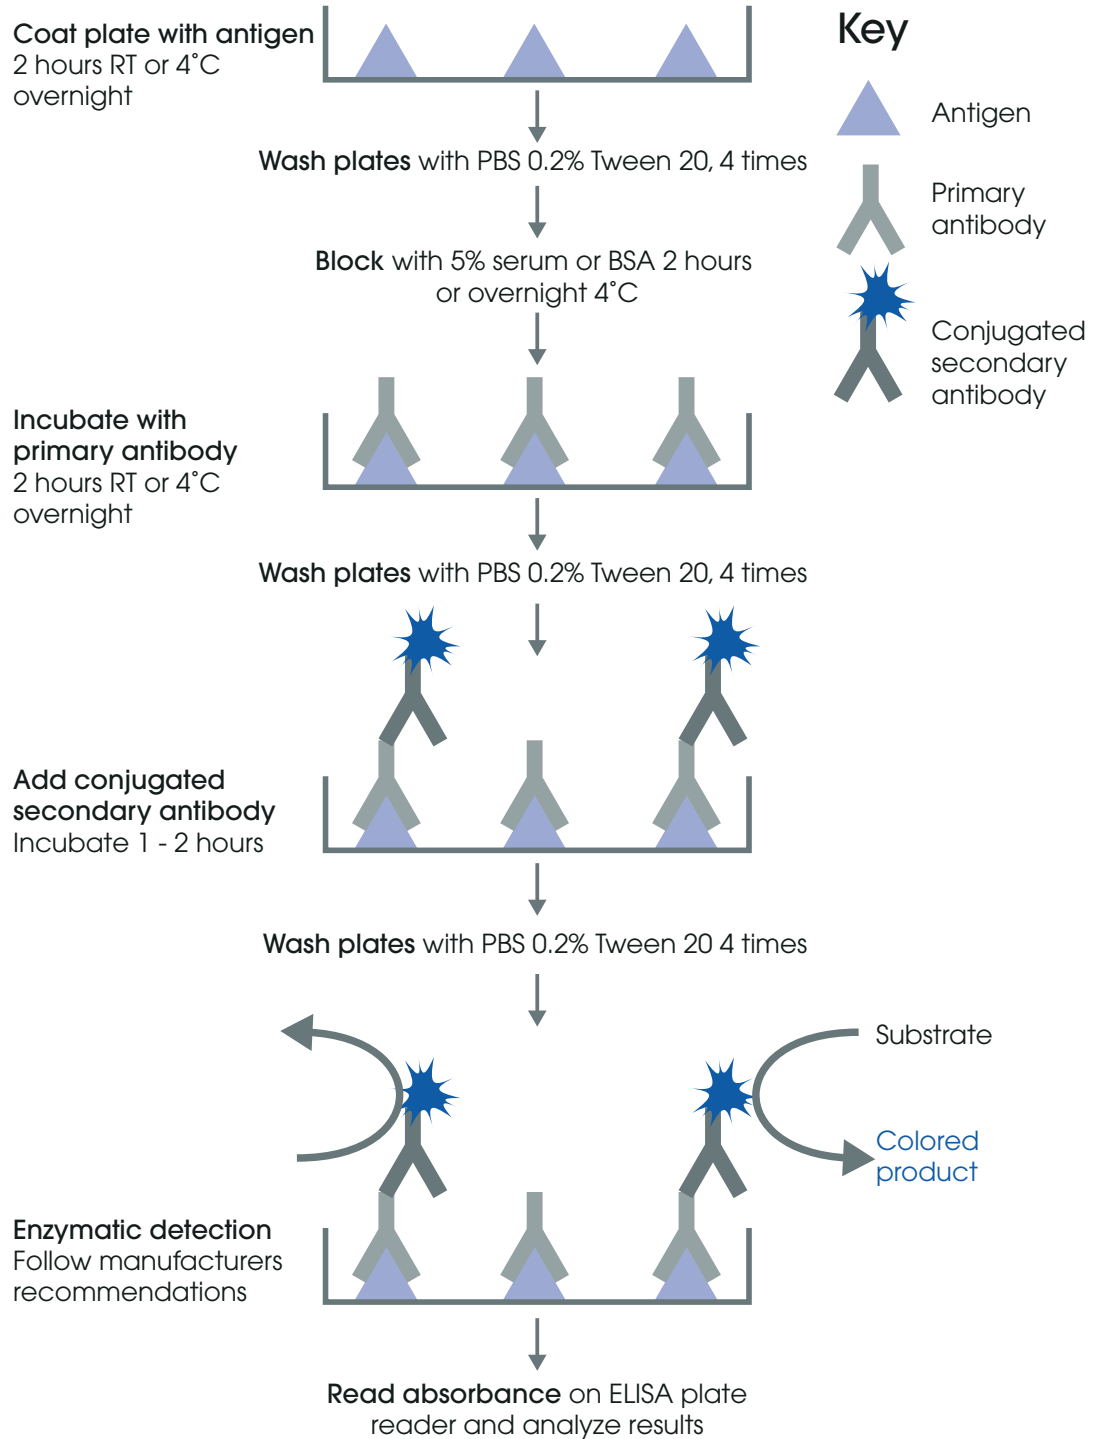 Coat plate with antigen
2 hours RT or 4˚C
overnight
Wash plates with PBS 0.2% Tween 20, 4 times
Block with 5% serum or BSA 2 hours
or overnight 4˚C
Incubate with
primary antibody
2 hours RT or 4˚C
overnight
Wash plates with PBS 0.2% Tween 20, 4 times
Add conjugated
secondary antibody
Incubate 1 - 2 hours
Wash plates with PBS 0.2% Tween 20 4 times
Substrate
Colored
product
Enzymatic detection
Follow manufacturers
recommendations
Read absorbance on ELISA plate
reader and analyze results
Key
Antigen
Primary
antibody
Conjugated
secondary
antibody